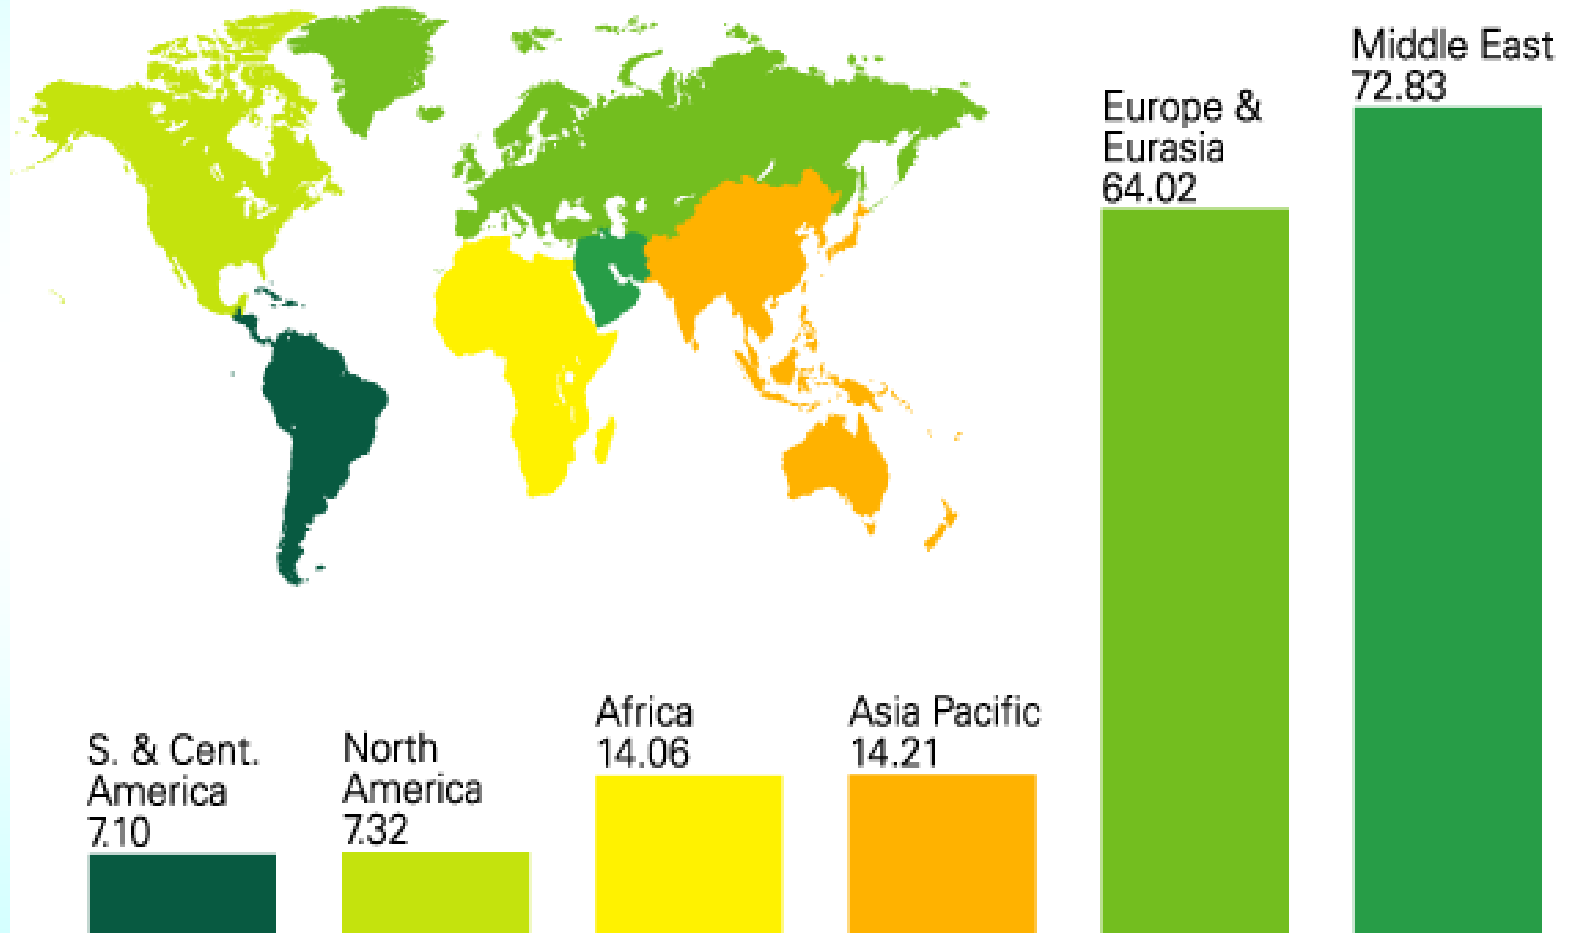 Middle East
72.83
Europe &
Eurasia
64.02
Africa
14.06
Asia Pacific
14.21
S. & Cent.
America
7.10
North
America
7.32